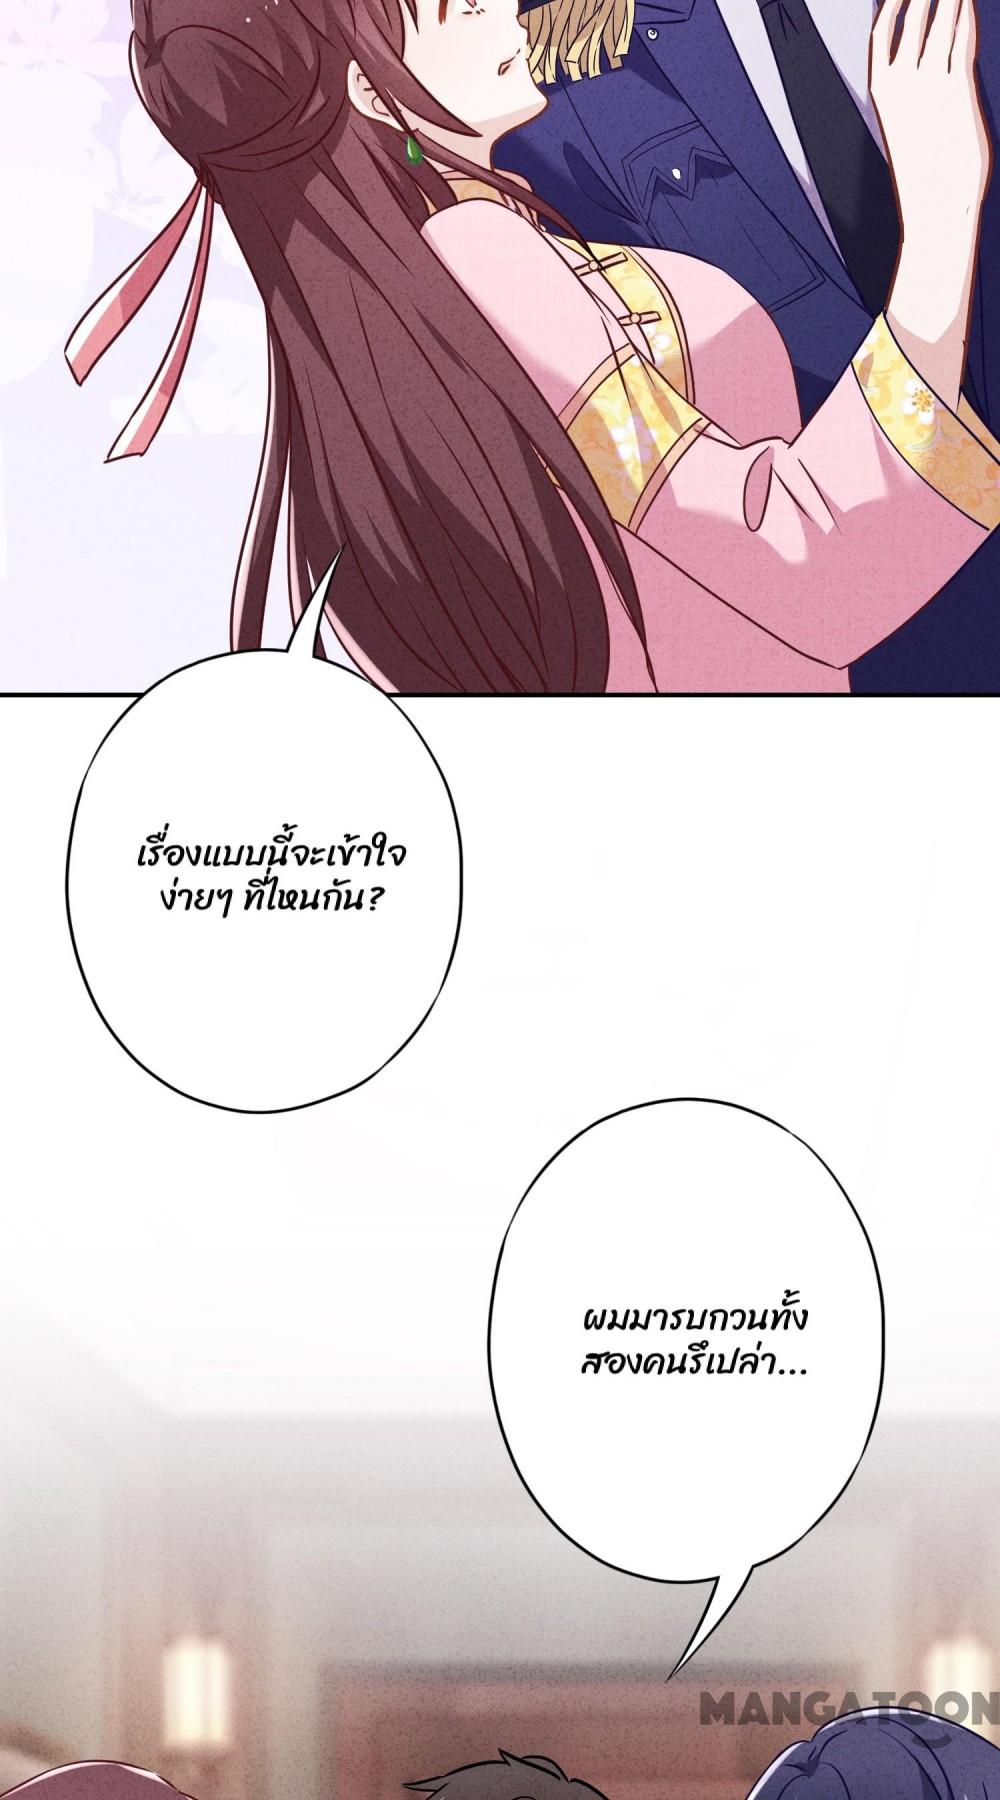 เรื่องแบบนี้จะเข้าใจ
ง่ายๆ ที่ไหนกัน?
ผมมารบกวนทั้ง
สองคนรึเปล่า...
MANGATOON